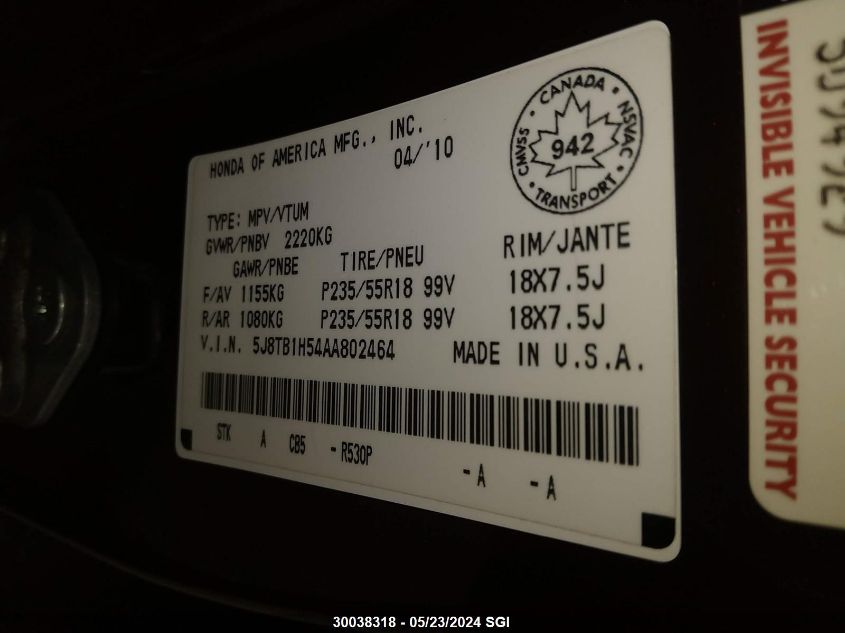 HONDA OF AMERICA MFG., INC.
04/'10
CANADA
CMVSS 942 NSVAC
TRANSPORT
TYPE: MPV/VTUM
GVWR/PNBV 2220KG
GAWR/PNBE TIRE/PNEU RIM/JANTE
F/AV 1155KG P235/55R18 99V 18X7.5J
R/AR 1080KG P235/55R18 99V 18X7.5J
V.I.N. 5J8TB1H54AA802464 MADE IN U.S.A.
STK A CB5 -R530P -A -A
INVISIBLE VEHICLE SECURITY
30038318 - 05/23/2024 SGI